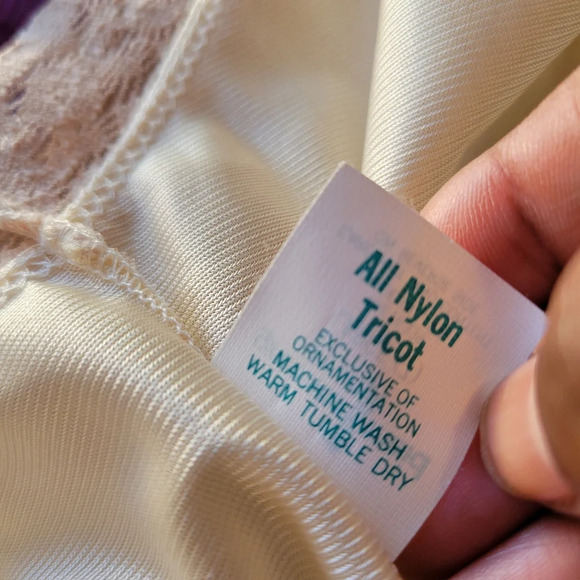 All Nylon
Tricot
EXCLUSIVE OF
ORNAMENTATION
MACHINE WASH
WARM TUMBLE DRY